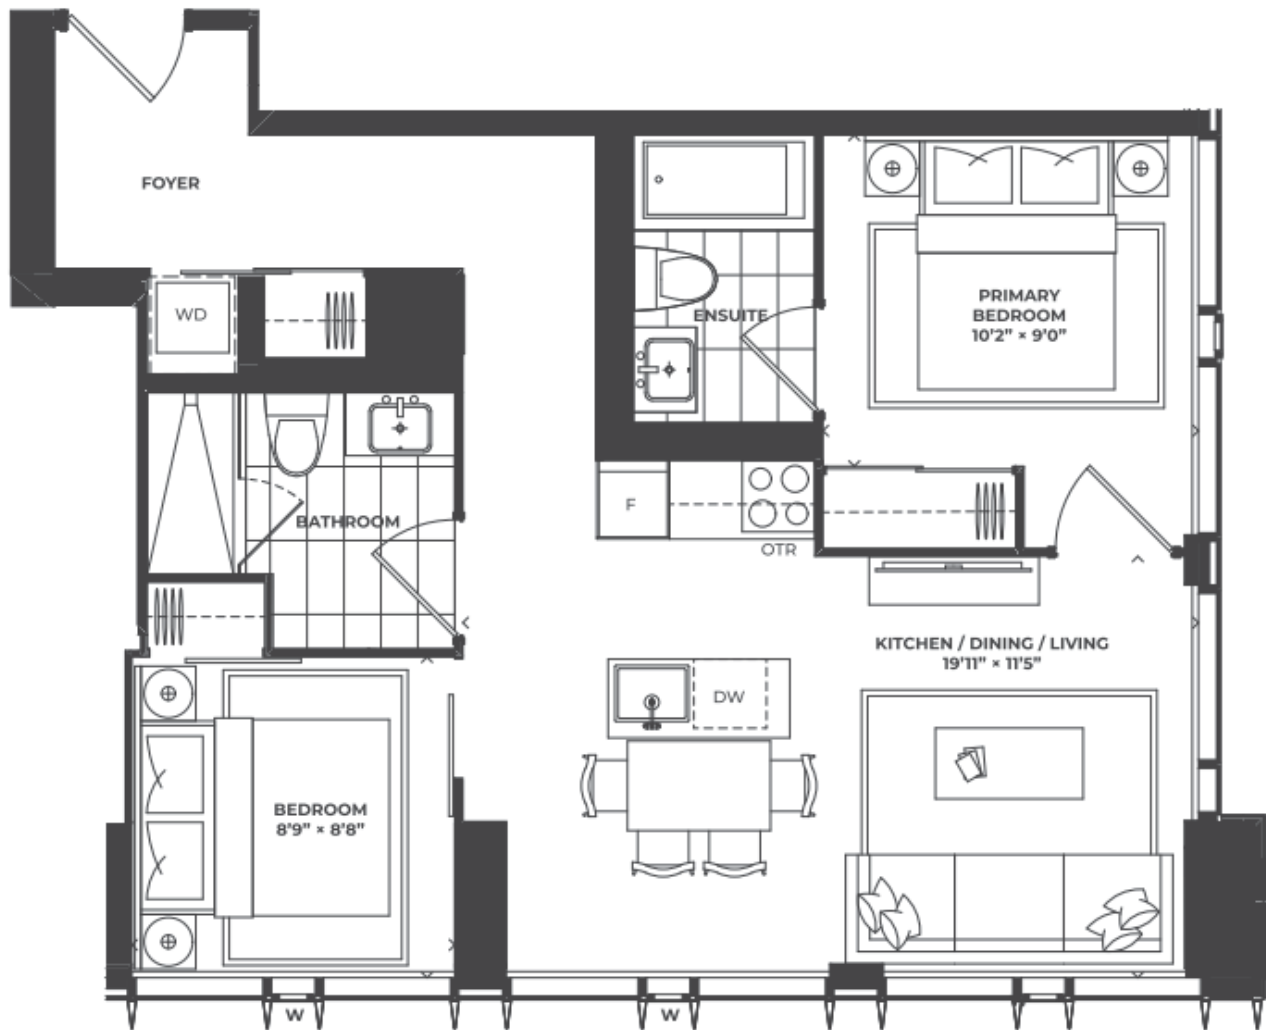 FOYER
WD
ENSUITE
PRIMARY
BEDROOM
10'2" × 9'0"
F
OTR
BATHROOM
KITCHEN / DINING / LIVING
19'11" × 11'5"
DW
BEDROOM
8'9" × 8'8"
W
W